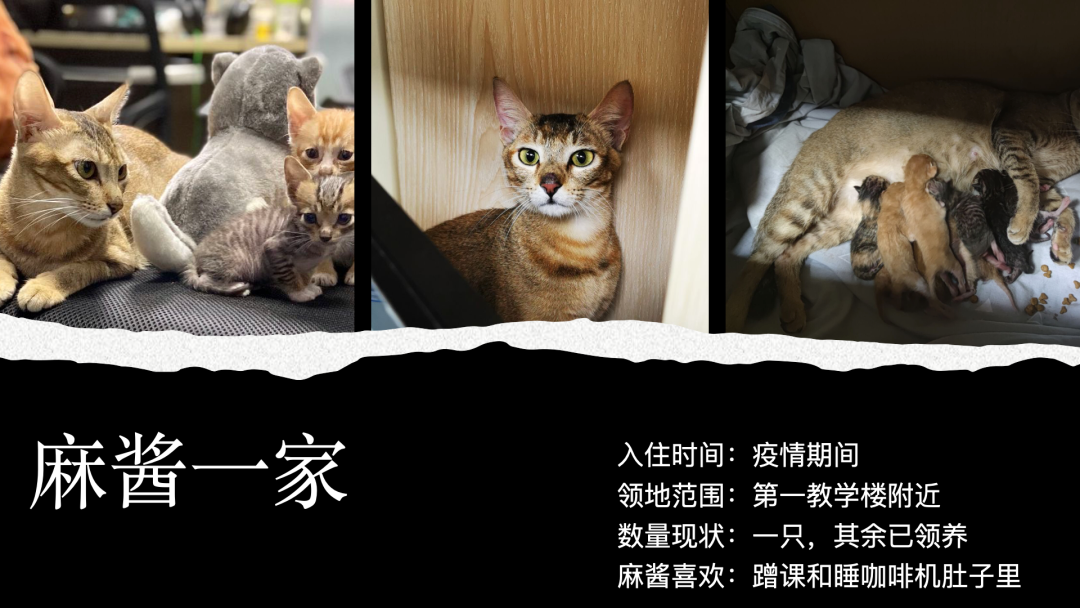 麻酱一家
入住时间：疫情期间
领地范围：第一教学楼附近
数量现状：一只，其余已领养
麻酱喜欢：蹭课和睡咖啡机肚子里